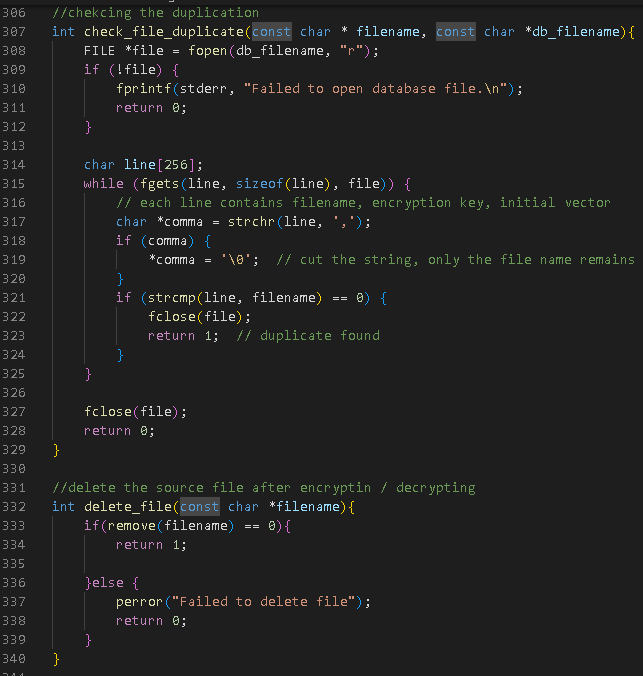 306 //chekcing the duplication
307 int check_file_duplicate(const char * filename, const char *db_filename){
308     FILE *file = fopen(db_filename, "r");
309     if (!file) {
310         fprintf(stderr, "Failed to open database file.\n");
311         return 0;
312     }
313
314     char line[256];
315     while (fgets(line, sizeof(line), file)) {
316         // each line contains filename, encryption key, initial vector
317         char *comma = strchr(line, ',');
318         if (comma) {
319             *comma = '\0';  // cut the string, only the file name remains
320         }
321         if (strcmp(line, filename) == 0) {
322             fclose(file);
323             return 1;  // duplicate found
324         }
325     }
326
327     fclose(file);
328     return 0;
329 }
330
331 //delete the source file after encryptin / decrypting
332 int delete_file(const char *filename){
333     if(remove(filename) == 0){
334         return 1;
335
336     }else {
337         perror("Failed to delete file");
338         return 0;
339     }
340 }